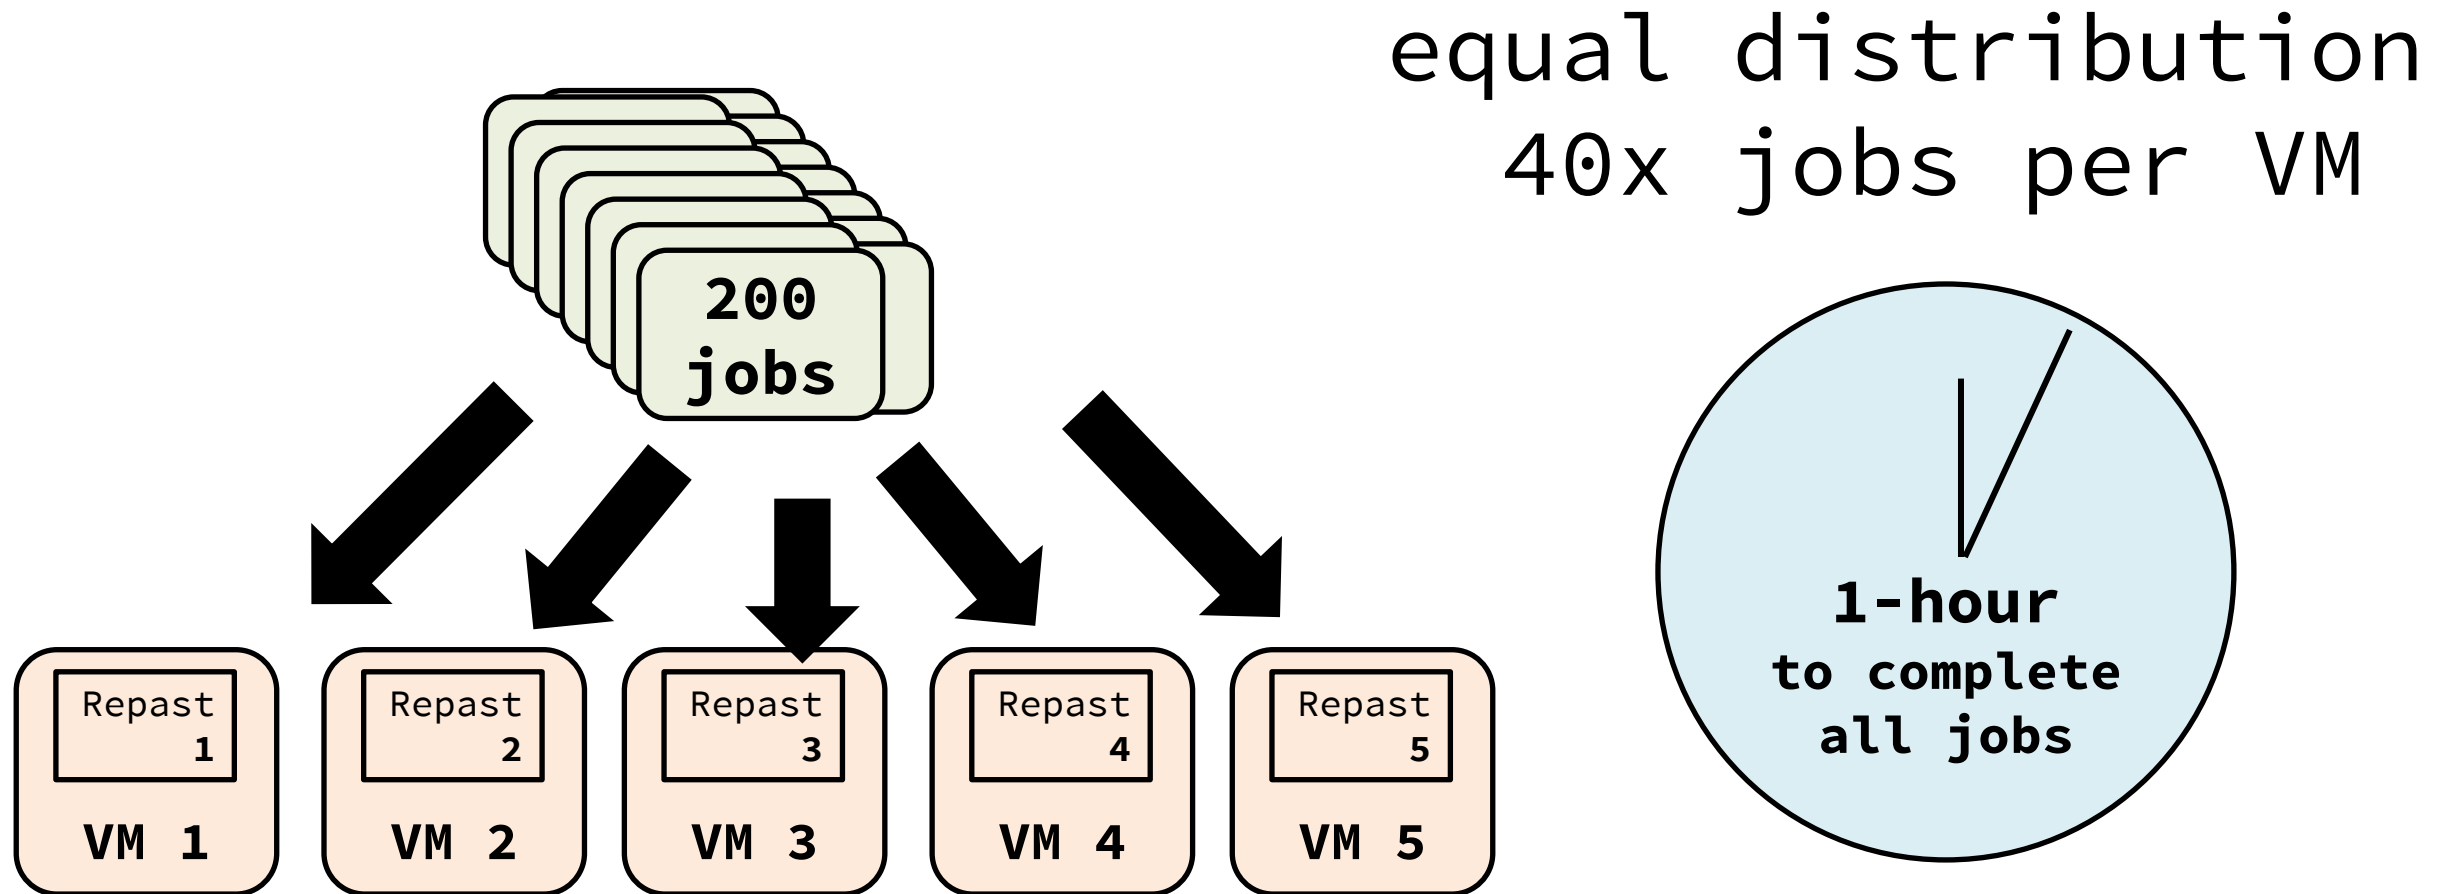 equal distribution
40x jobs per VM
200
jobs
1-hour
to complete
all jobs
Repast
1
VM 1
Repast
2
VM 2
Repast
3
VM 3
Repast
4
VM 4
Repast
5
VM 5